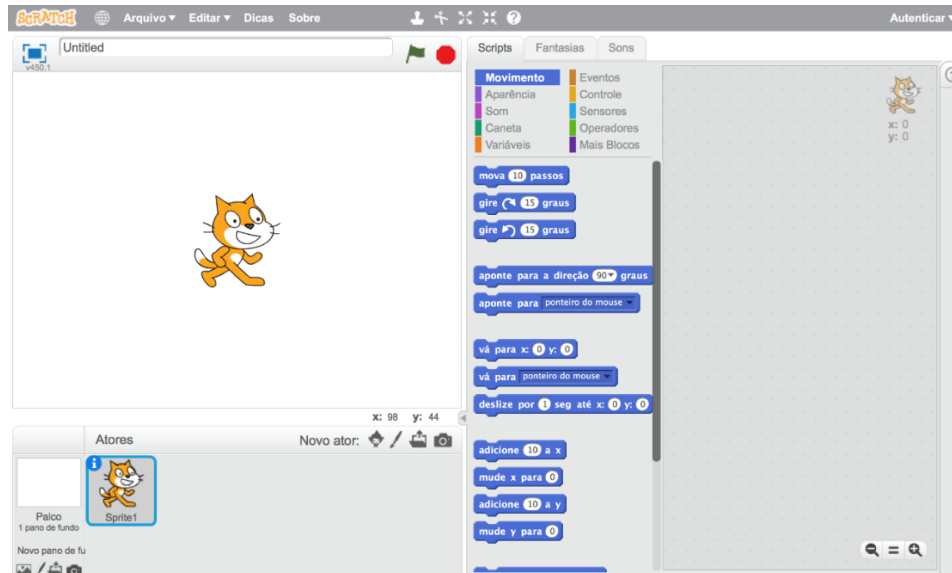 SCRATCH Arquivo Editar Dicas Sobre Autenticar
Untitled
v450.1
Scripts Fantasias Sons
Movimento Eventos
Aparência Controle
Som Sensores
Caneta Operadores
Variáveis Mais Blocos
x: 0
y: 0
mova 10 passos
gire 15 graus
gire 15 graus
aponte para a direção 90 graus
aponte para ponteiro do mouse
vá para x: 0 y: 0
vá para ponteiro do mouse
deslize por 1 seg até x: 0 y: 0
adicione 10 a x
mude x para 0
adicione 10 a y
mude y para 0
x: 98 y: 44
Atores Novo ator:
Palco
1 pano de fundo
Sprite1
Novo pano de fu